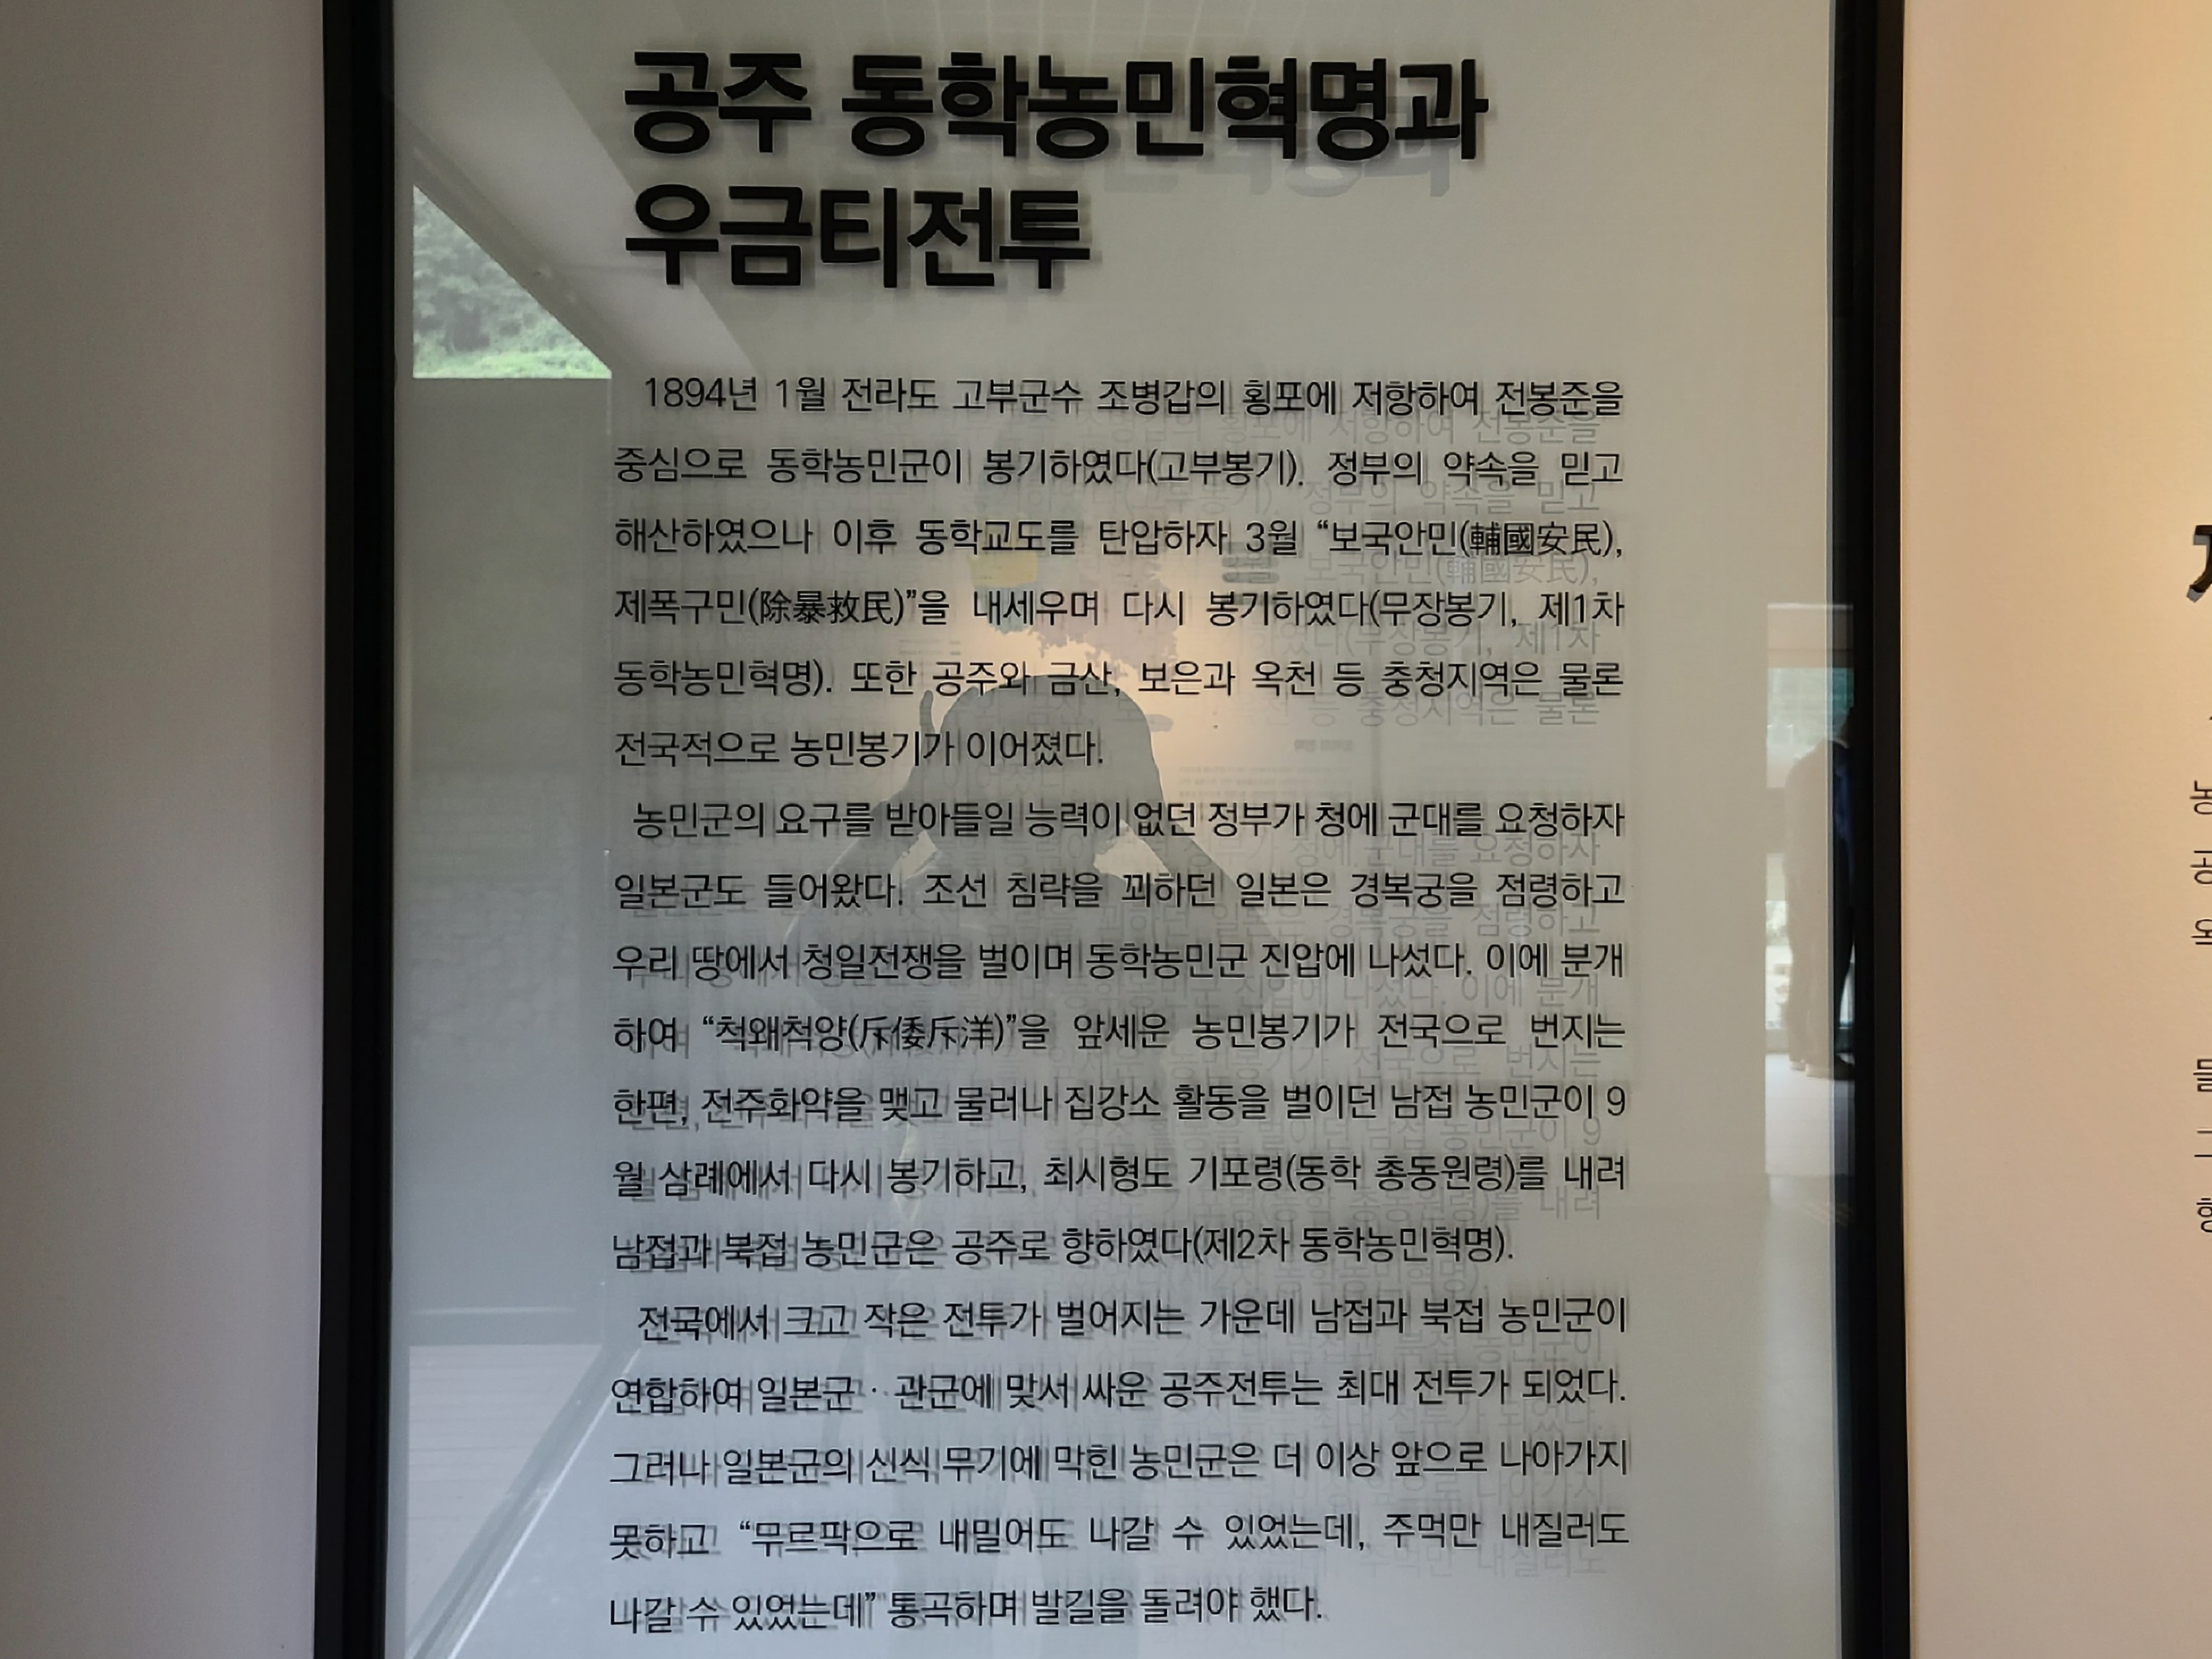 공주 동학농민혁명과
우금티전투
1894년 1월 전라도 고부군수 조병갑의 횡포에 저항하여 전봉준을
중심으로 동학농민군이 봉기하였다(고부봉기). 정부의 약속을 믿고
해산하였으나 이후 동학교도를 탄압하자 3월 “보국안민(輔國安民),
제폭구민(除暴救民)”을 내세우며 다시 봉기하였다(무장봉기, 제1차
동학농민혁명). 또한 공주와 금산, 보은과 옥천 등 충청지역은 물론
전국적으로 농민봉기가 이어졌다.
농민군의 요구를 받아들일 능력이 없던 정부가 청에 군대를 요청하자
일본군도 들어왔다. 조선 침략을 꾀하던 일본은 경복궁을 점령하고
우리 땅에서 청일전쟁을 벌이며 동학농민군 진압에 나섰다. 이에 분개
하여 “척왜척양(斥倭斥洋)”을 앞세운 농민봉기가 전국으로 번지는
한편, 전주화약을 맺고 물러나 집강소 활동을 벌이던 남접 농민군이 9
월 삼례에서 다시 봉기하고, 최시형도 기포령(동학 총동원령)를 내려
남접과 북접 농민군은 공주로 향하였다(제2차 동학농민혁명).
전국에서 크고 작은 전투가 벌어지는 가운데 남접과 북접 농민군이
연합하여 일본군 · 관군에 맞서 싸운 공주전투는 최대 전투가 되었다.
그러나 일본군의 신식 무기에 막힌 농민군은 더 이상 앞으로 나아가지
못하고 “무르팍으로 내밀어도 나갈 수 있었는데, 주먹만 내질러도
나갈 수 있었는데” 통곡하며 발길을 돌려야 했다.